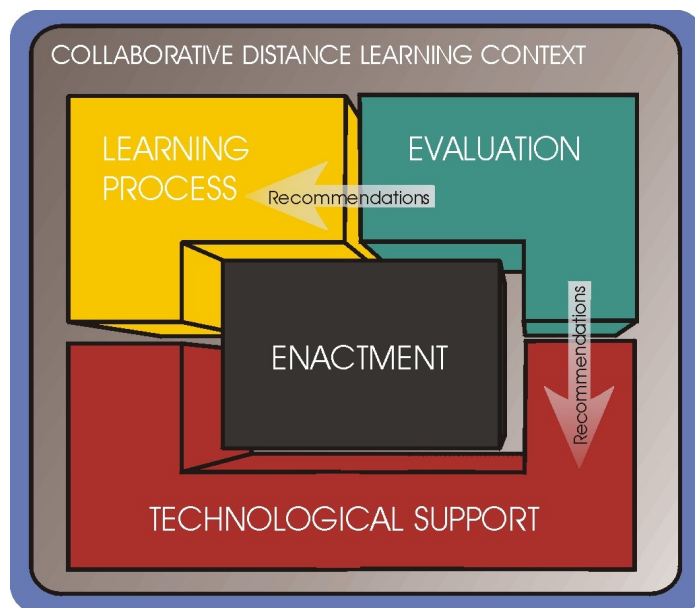 COLLABORATIVE DISTANCE LEARNING CONTEXT
LEARNING
PROCESS
EVALUATION
Recommendations
Recommendations
ENACTMENT
TECHNOLOGICAL SUPPORT